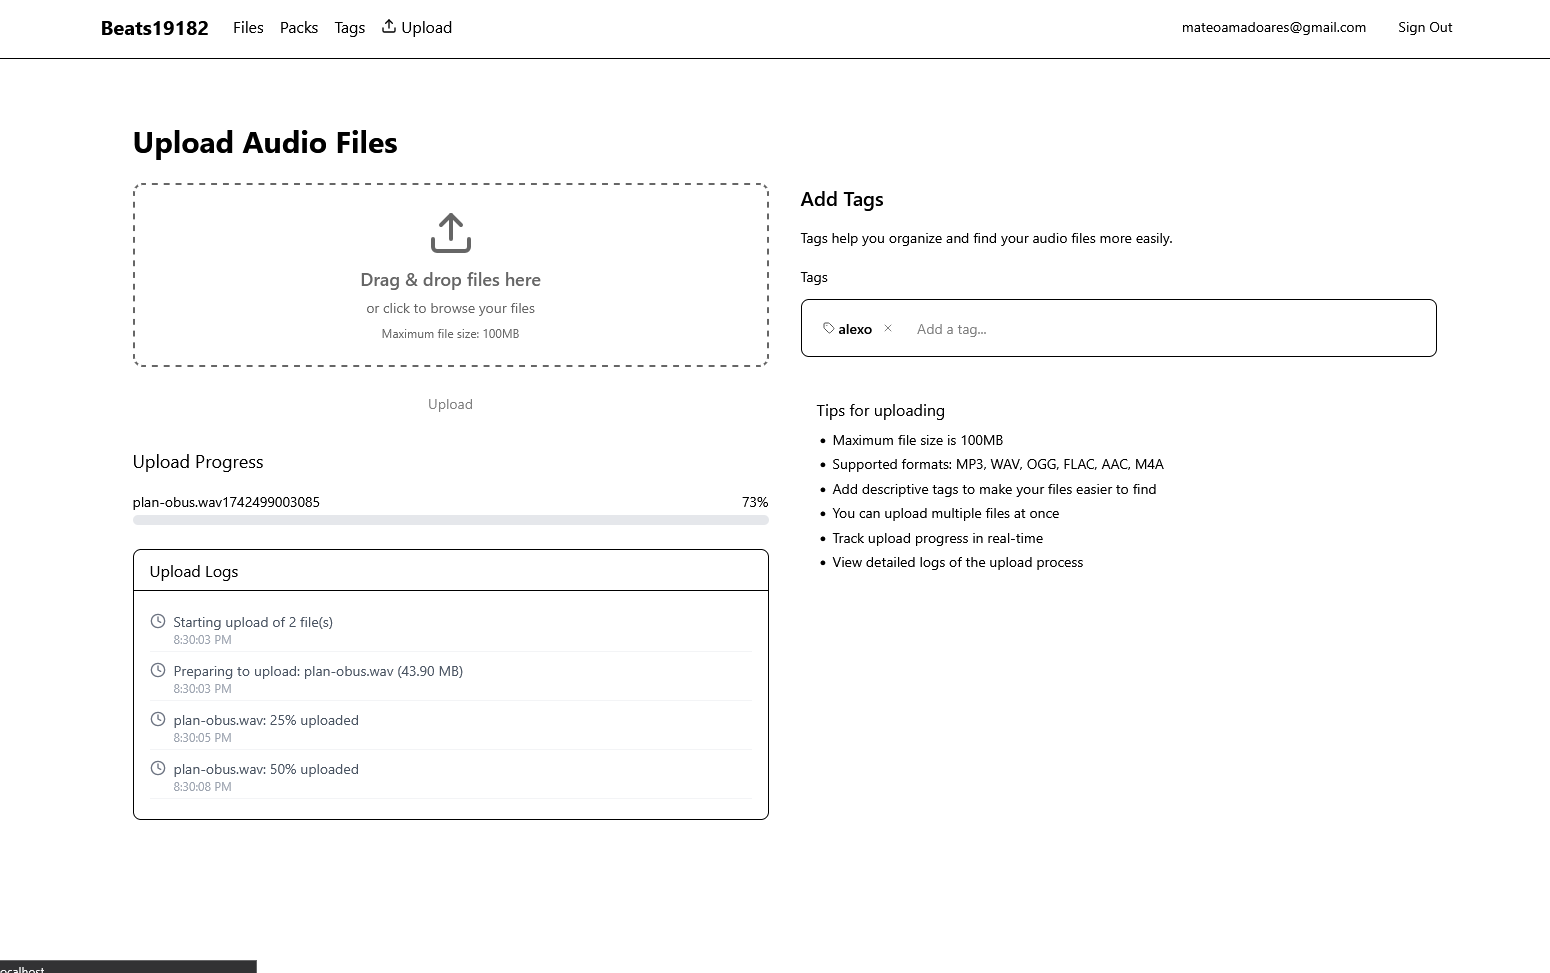 Beats19182 Files Packs Tags Upload mateoamadoares@gmail.com Sign Out
Upload Audio Files
Drag & drop files here
or click to browse your files
Maximum file size: 100MB
Upload
Upload Progress
plan-obus.wav1742499003085 73%
Upload Logs
Starting upload of 2 file(s)
8:30:03 PM
Preparing to upload: plan-obus.wav (43.90 MB)
8:30:03 PM
plan-obus.wav: 25% uploaded
8:30:05 PM
plan-obus.wav: 50% uploaded
8:30:08 PM
Add Tags
Tags help you organize and find your audio files more easily.
Tags
alexo Add a tag...
Tips for uploading
Maximum file size is 100MB
Supported formats: MP3, WAV, OGG, FLAC, AAC, M4A
Add descriptive tags to make your files easier to find
You can upload multiple files at once
Track upload progress in real-time
View detailed logs of the upload process
ocalhost